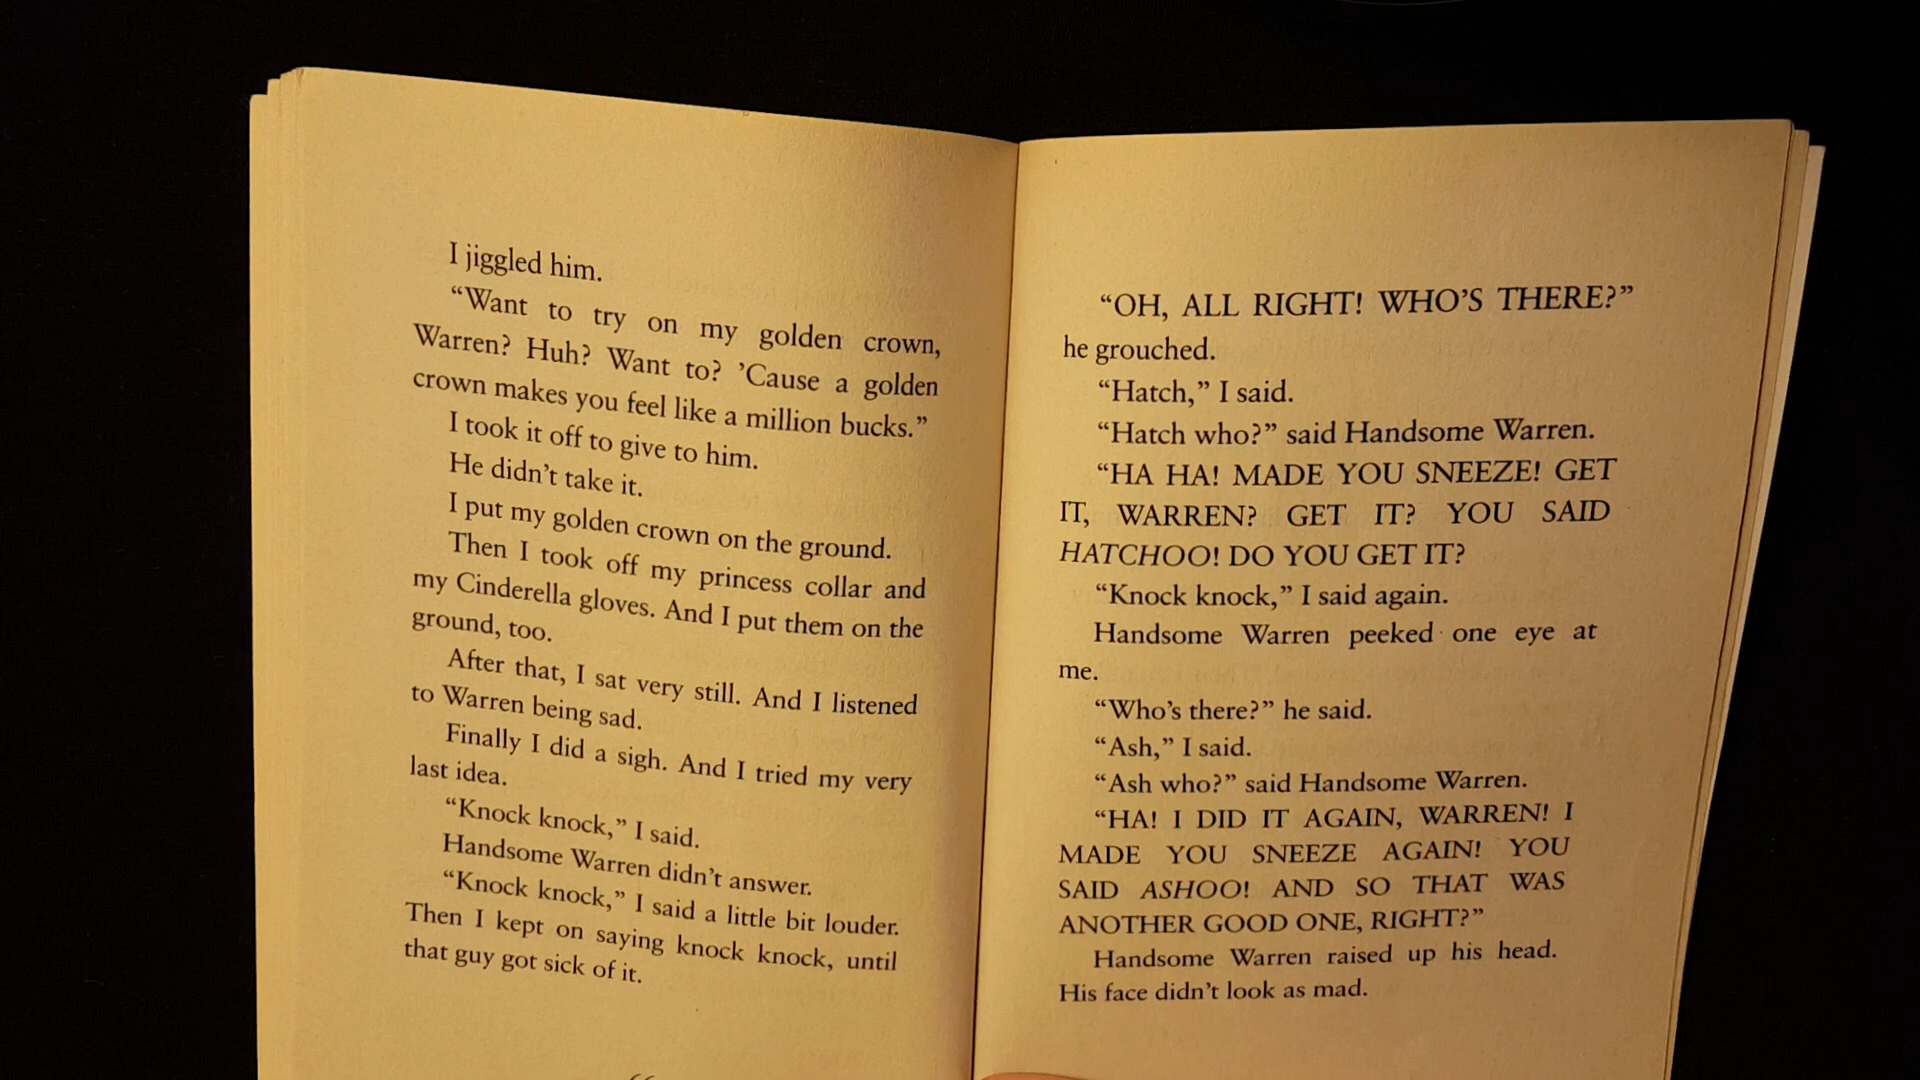 I jiggled him.
“Want to try on my golden crown,
Warren? Huh? Want to? ’Cause a golden
crown makes you feel like a million bucks.”
I took it off to give to him.
He didn’t take it.
I put my golden crown on the ground.
Then I took off my princess collar and
my Cinderella gloves. And I put them on the
ground, too.
After that, I sat very still. And I listened
to Warren being sad.
Finally I did a sigh. And I tried my very
last idea.
“Knock knock,” I said.
Handsome Warren didn’t answer.
“Knock knock,” I said a little bit louder.
Then I kept on saying knock knock, until
that guy got sick of it.
“OH, ALL RIGHT! WHO’S THERE?”
he grouched.
“Hatch,” I said.
“Hatch who?” said Handsome Warren.
“HA HA! MADE YOU SNEEZE! GET
IT, WARREN? GET IT? YOU SAID
HATCHOO! DO YOU GET IT?
“Knock knock,” I said again.
Handsome Warren peeked one eye at
me.
“Who’s there?” he said.
“Ash,” I said.
“Ash who?” said Handsome Warren.
“HA! I DID IT AGAIN, WARREN! I
MADE YOU SNEEZE AGAIN! YOU
SAID ASHOO! AND SO THAT WAS
ANOTHER GOOD ONE, RIGHT?”
Handsome Warren raised up his head.
His face didn’t look as mad.